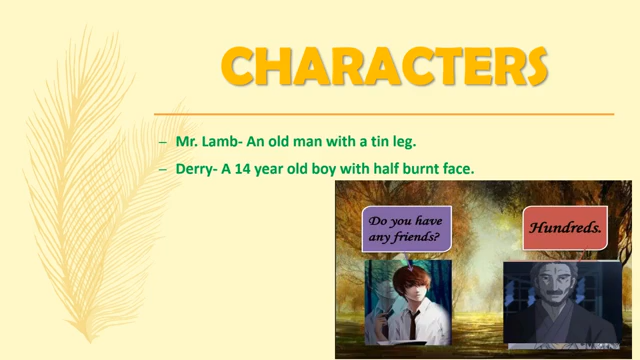 CHARACTERS
– Mr. Lamb- An old man with a tin leg.
– Derry- A 14 year old boy with half burnt face.
Do you have
any friends?
Hundreds.